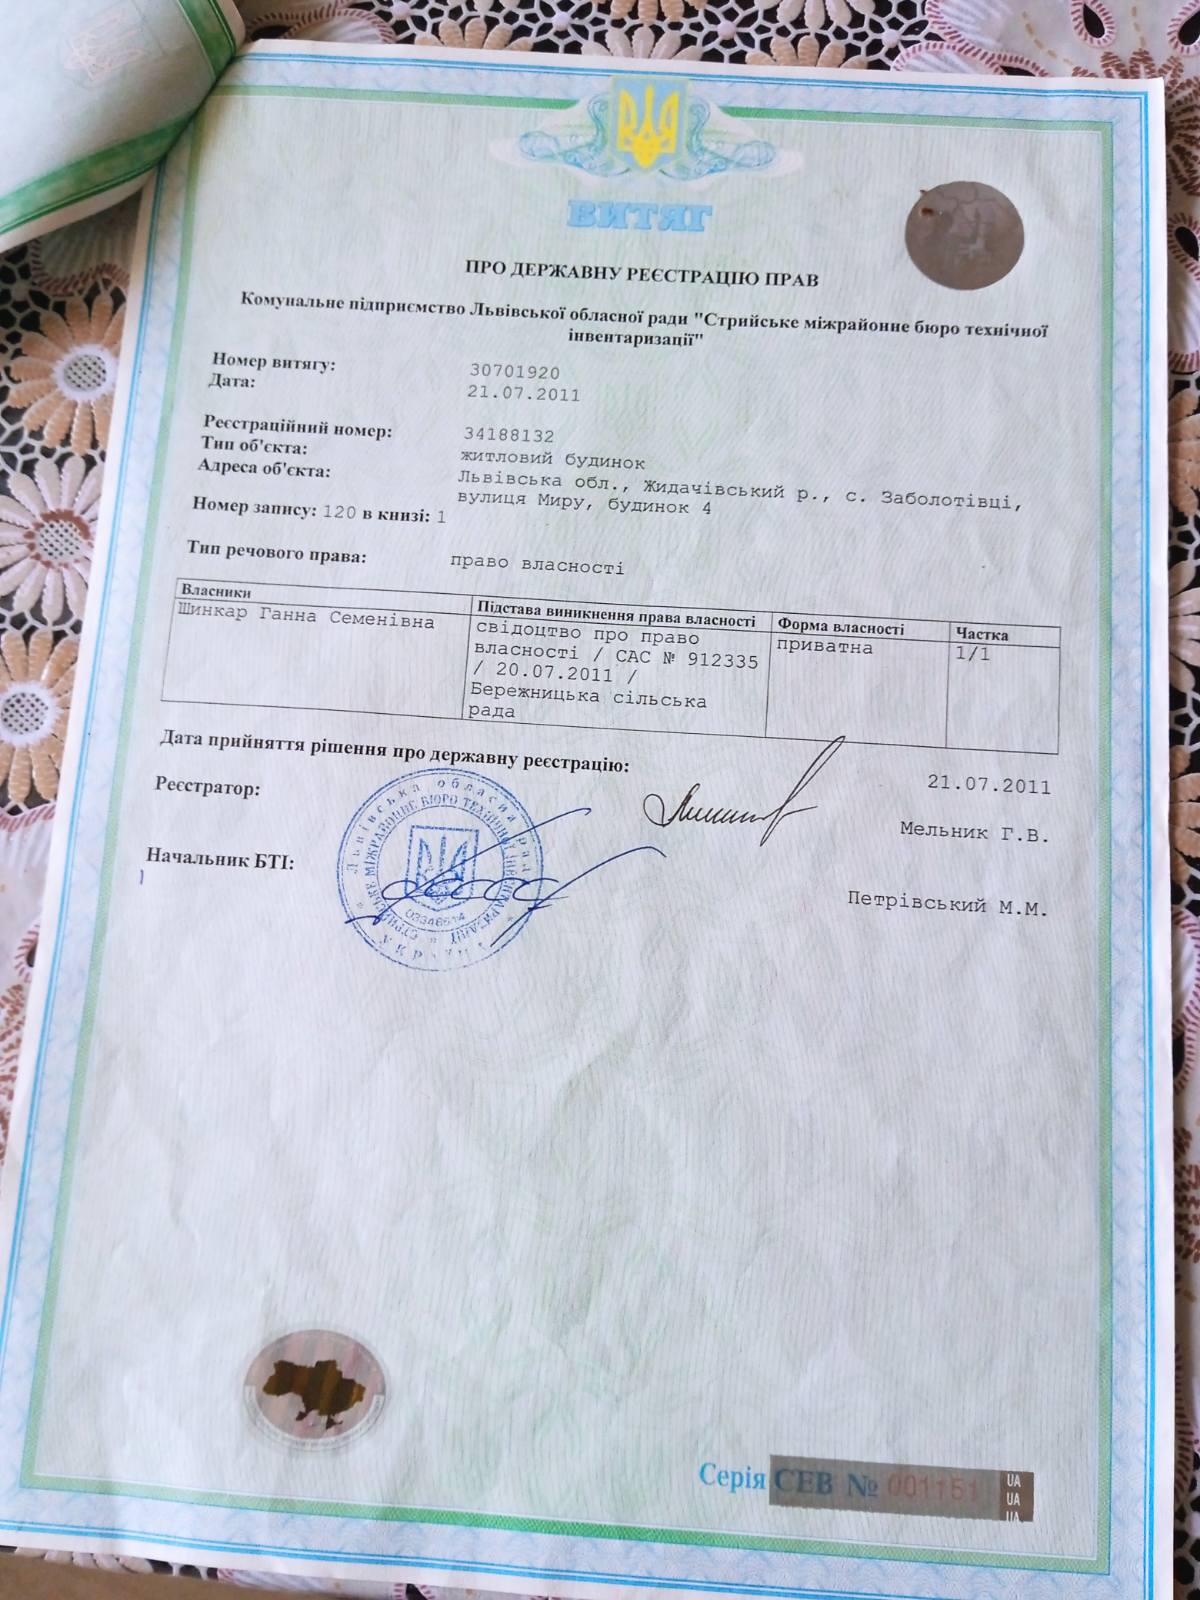 ВИТЯГ
ПРО ДЕРЖАВНУ РЕЄСТРАЦІЮ ПРАВ
Комунальне підприємство Львівської обласної ради "Стрийське міжрайонне бюро технічної
інвентаризації"
Номер витягу: 30701920
Дата: 21.07.2011
Реєстраційний номер: 34188132
Тип об'єкта: житловий будинок
Адреса об'єкта: Львівська обл., Жидачівський р., с. Заболотівці,
вулиця Миру, будинок 4
Номер запису: 120 в книзі: 1
Тип речового права: право власності
Власники Підстава виникнення права власності Форма власності Частка
Шинкар Ганна Семенівна свідоцтво про право приватна 1/1
власності / САС № 912335
/ 20.07.2011 /
Бережницька сільська
рада
Дата прийняття рішення про державну реєстрацію: 21.07.2011
Реєстратор: Мельник Г.В.
Начальник БТІ: Петрівський М.М.
Львівська обласна рада
СТРИЙСЬКЕ МІЖРАЙОННЕ БЮРО ТЕХНІЧНОЇ ІНВЕНТАРИЗАЦІЇ
03348614
УКРАЇНА
Серія СЕВ № 001151
UA
UA
UA